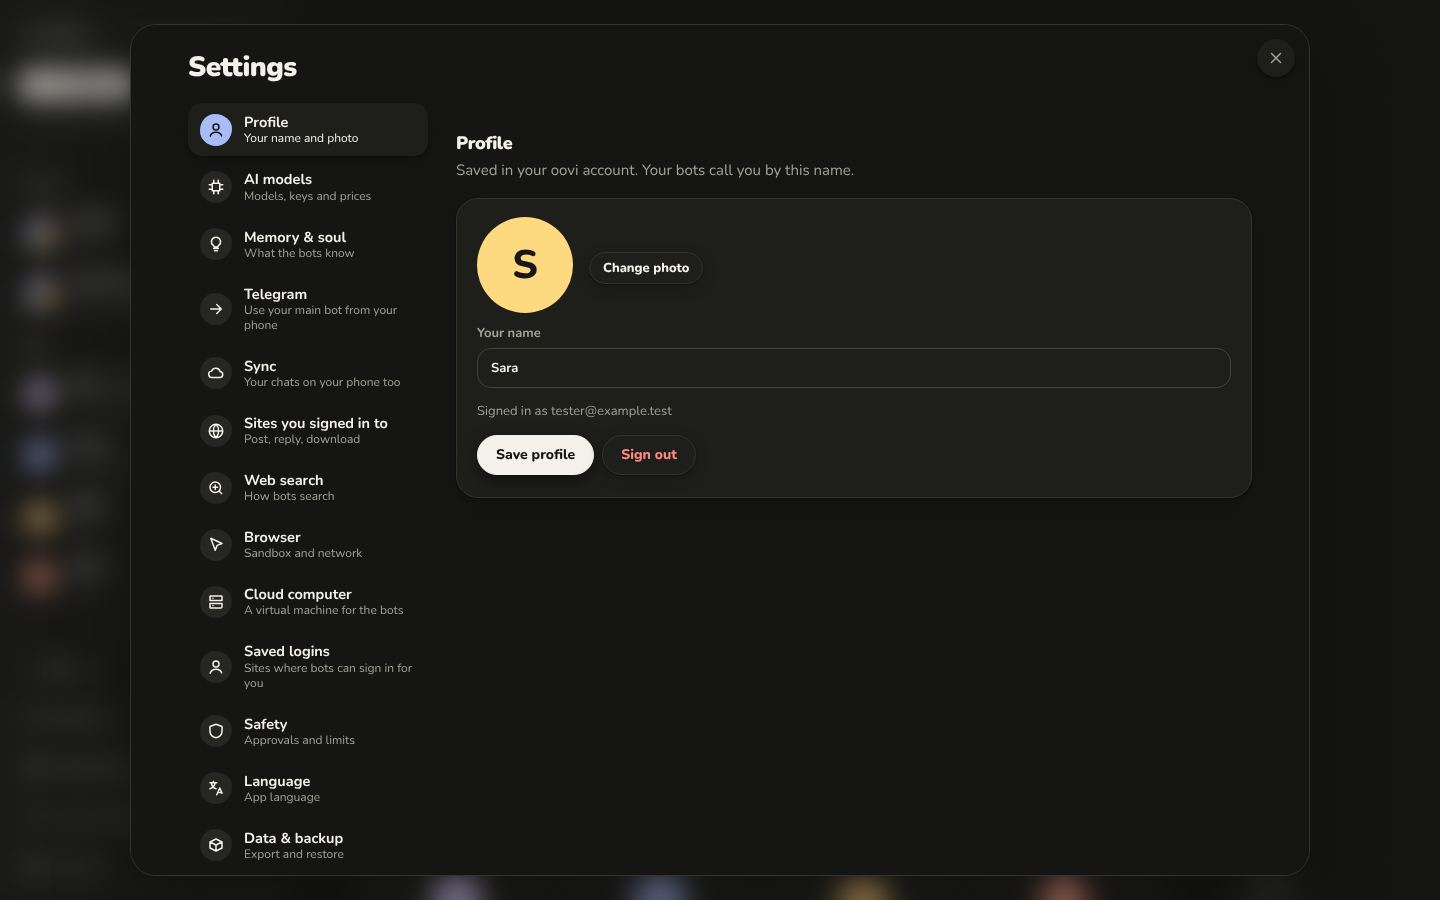 Settings
Profile
Your name and photo
AI models
Models, keys and prices
Memory & soul
What the bots know
Telegram
Use your main bot from your
phone
Sync
Your chats on your phone too
Sites you signed in to
Post, reply, download
Web search
How bots search
Browser
Sandbox and network
Cloud computer
A virtual machine for the bots
Saved logins
Sites where bots can sign in for
you
Safety
Approvals and limits
Language
App language
Data & backup
Export and restore
Profile
Saved in your oovi account. Your bots call you by this name.
S
Change photo
Your name
Sara
Signed in as tester@example.test
Save profile
Sign out